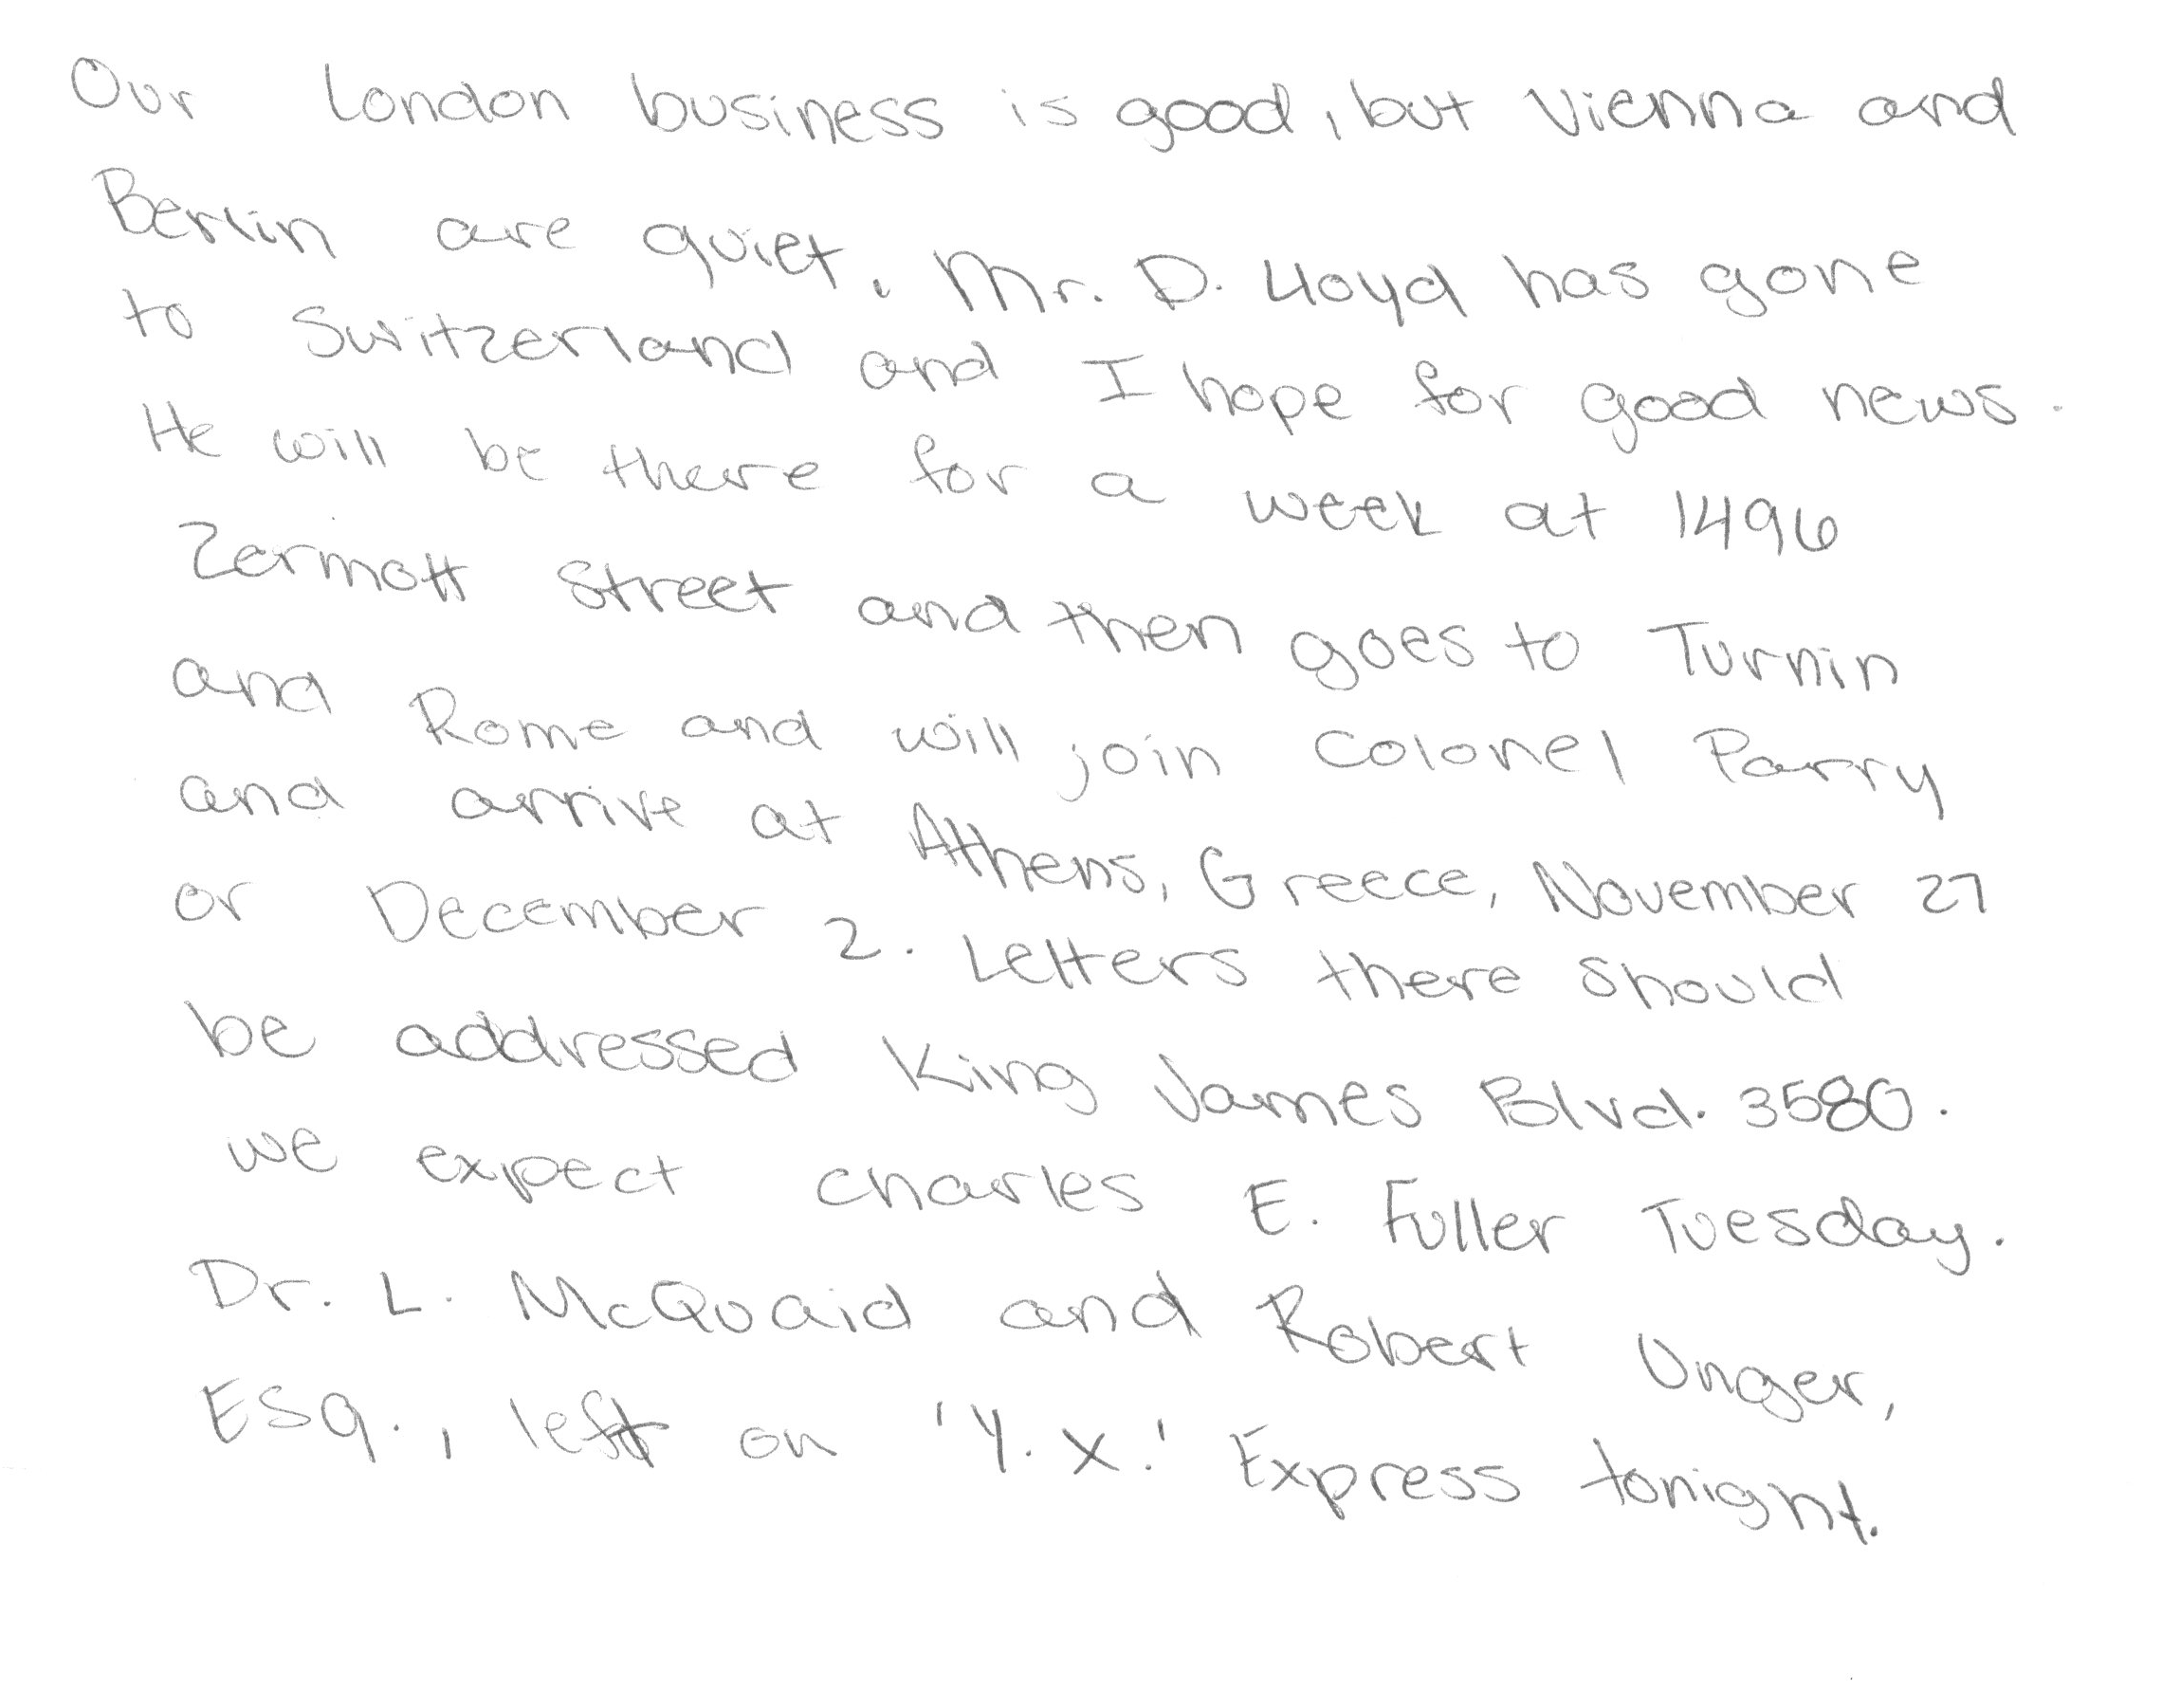 Our London business is good, but Vienna and
Berlin are quiet. Mr. D. Lloyd has gone
to Switzerland and I hope for good news.
He will be there for a week at 1496
Zermott Street and then goes to Turnin
and Rome and will join Colonel Parry
and arrive at Athens, Greece, November 27
or December 2. Letters there should
be addressed King James Blvd. 3580.
We expect Charles E. Fuller Tuesday.
Dr. L. McQuaid and Robert Unger,
Esq., left on 'Y. X.' Express tonight.